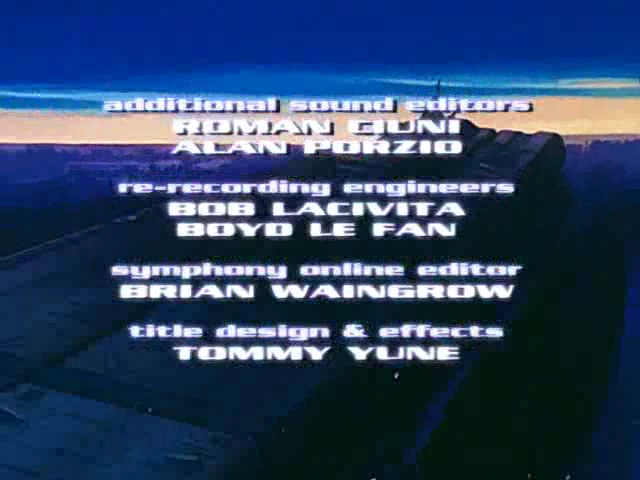 additional sound editors
ROMAN GIUNI
ALAN PORZIO
re-recording engineers
BOB LACIVITA
BOYD LE FAN
symphony online editor
BRIAN WAINGROW
title design & effects
TOMMY YUNE